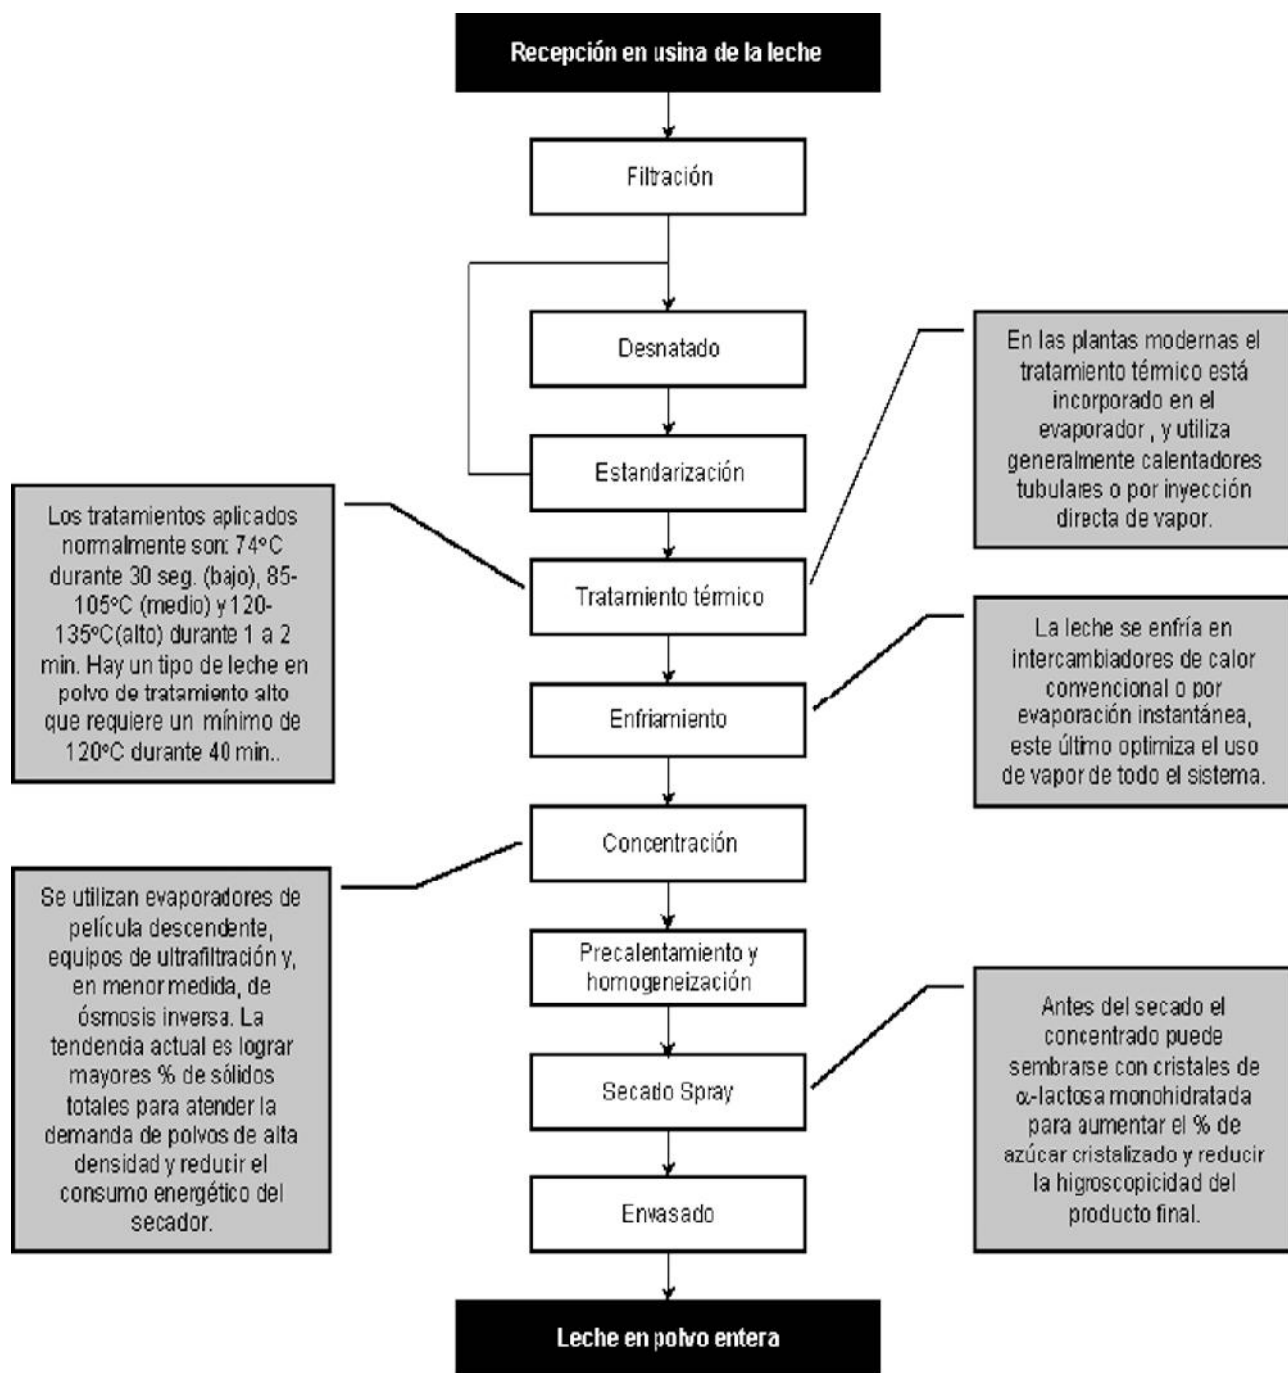 Recepción en usina de la leche
Filtración
Desnatado
Estandarización
Tratamiento térmico
Enfriamiento
Concentración
Precalentamiento y
homogeneización
Secado Spray
Envasado
Leche en polvo entera
Los tratamientos aplicados
normalmente son: 74ºC
durante 30 seg. (bajo), 85-
105ºC (medio) y 120-
135ºC(alto) durante 1 a 2
min. Hay un tipo de leche en
polvo de tratamiento alto
que requiere un mínimo de
120ºC durante 40 min..
Se utilizan evaporadores de
película descendente,
equipos de ultrafiltración y,
en menor medida, de
ósmosis inversa. La
tendencia actual es lograr
mayores % de sólidos
totales para atender la
demanda de polvos de alta
densidad y reducir el
consumo energético del
secador.
En las plantas modernas el
tratamiento térmico está
incorporado en el
evaporador , y utiliza
generalmente calentadores
tubulares o por inyección
directa de vapor.
La leche se enfría en
intercambiadores de calor
convencional o por
evaporación instantánea,
este último optimiza el uso
de vapor de todo el sistema.
Antes del secado el
concentrado puede
sembrarse con cristales de
α-lactosa monohidratada
para aumentar el % de
azúcar cristalizado y reducir
la higroscopicidad del
producto final.